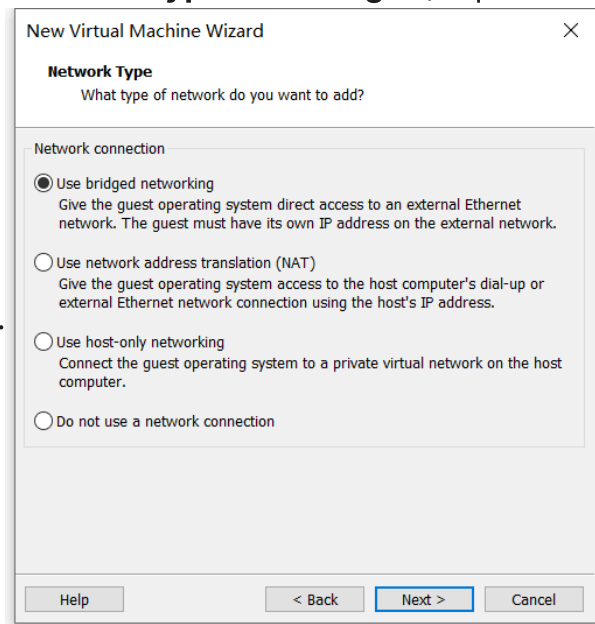 New Virtual Machine Wizard
Network Type
What type of network do you want to add?
Network connection
Use bridged networking
Give the guest operating system direct access to an external Ethernet
network. The guest must have its own IP address on the external network.
Use network address translation (NAT)
Give the guest operating system access to the host computer's dial-up or
external Ethernet network connection using the host's IP address.
Use host-only networking
Connect the guest operating system to a private virtual network on the host
computer.
Do not use a network connection
Help
< Back
Next >
Cancel